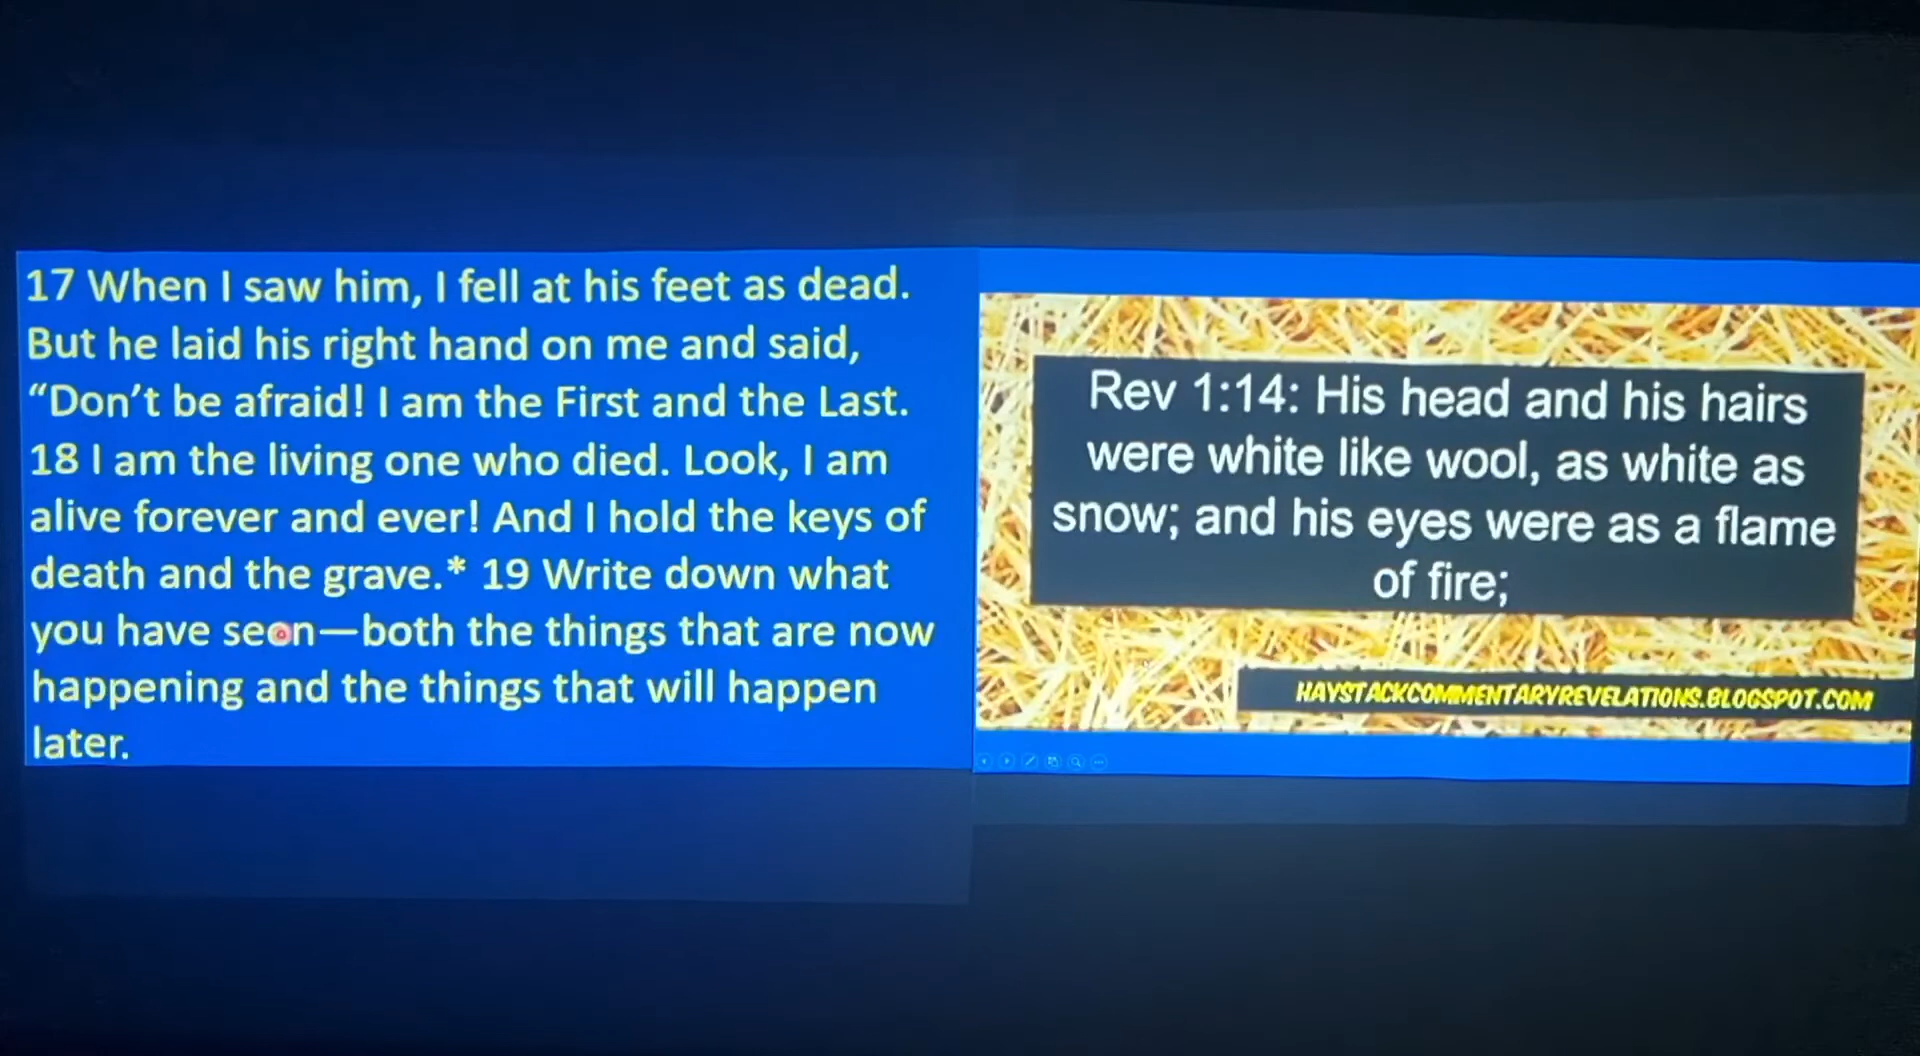 17 When I saw him, I fell at his feet as dead.
But he laid his right hand on me and said,
“Don’t be afraid! I am the First and the Last.
18 I am the living one who died. Look, I am
alive forever and ever! And I hold the keys of
death and the grave.* 19 Write down what
you have seen—both the things that are now
happening and the things that will happen
later.
Rev 1:14: His head and his hairs
were white like wool, as white as
snow; and his eyes were as a flame
of fire;
HAYSTACKCOMMENTARYREVELATIONS.BLOGSPOT.COM